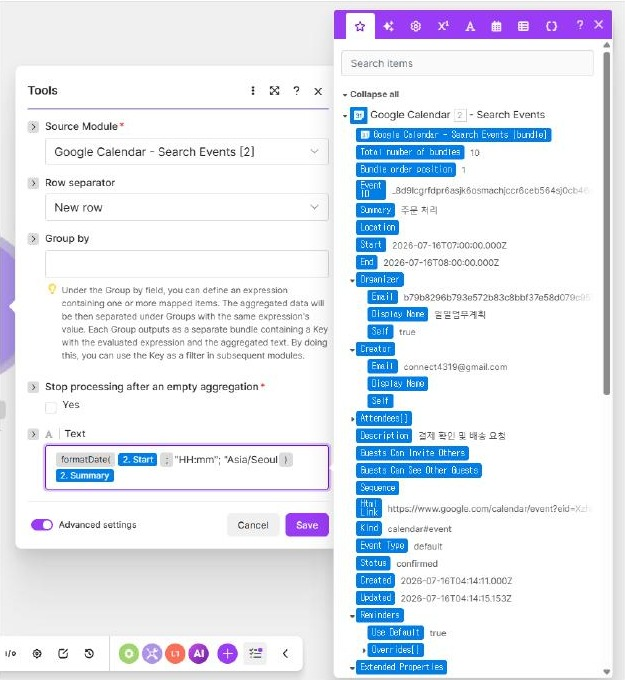 Tools
Source Module*
Google Calendar - Search Events [2]
Row separator
New row
Group by
Under the Group by field, you can define an expression
containing one or more mapped items. The aggregated data will
be then separated under Groups with the same expression's
value. Each Group outputs as a separate bundle containing a Key
with the evaluated expression and the aggregated text. By doing
this, you can use the Key as a filter in subsequent modules.
Stop processing after an empty aggregation*
Yes
A Text
formatDate( 2. Start ; "HH:mm"; "Asia/Seoul )
2. Summary
Advanced settings
Cancel
Save
Search items
Collapse all
Google Calendar 2 - Search Events
Google Calendar - Search Events [bundle]
Total number of bundles 10
Bundle order position 1
Event ID
Summary 주문 처리
Location
Start 2026-07-16T07:00:00.000Z
End 2026-07-16T08:00:00.000Z
Organizer
Email
Display Name 일일업무계획
Self true
Creator
Email connect4319@gmail.com
Display Name
Self
Attendees[]
Description 결제 확인 및 배송 요청
Guests Can Invite Others
Guests Can See Other Guests
Sequence
Html Link https://www.google.com/calendar/event?eid=
Kind calendar#event
Event Type default
Status confirmed
Created 2026-07-16T04:14:11.000Z
Updated 2026-07-16T04:14:15.153Z
Reminders
Use Default true
Overrides[]
Extended Properties